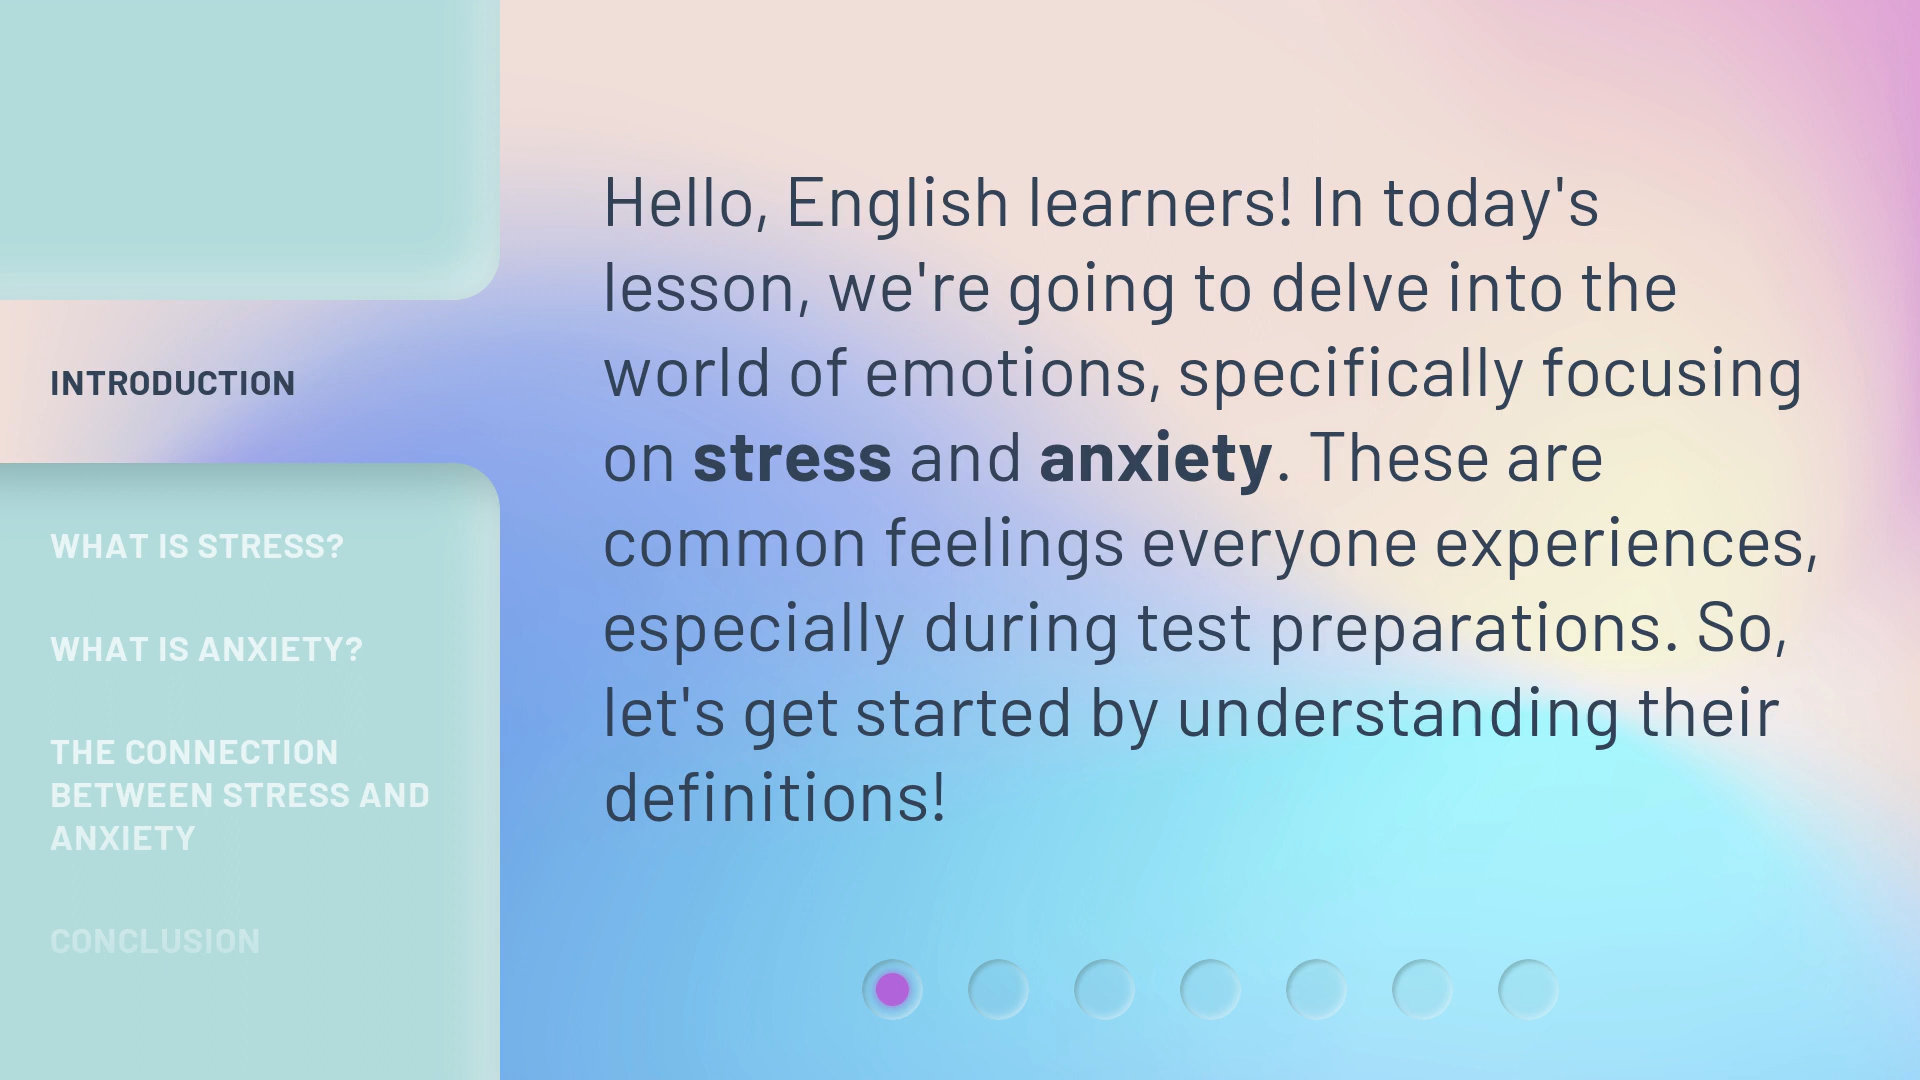 INTRODUCTION
WHAT IS STRESS?
WHAT IS ANXIETY?
THE CONNECTION
BETWEEN STRESS AND
ANXIETY
CONCLUSION
Hello, English learners! In today's
lesson, we're going to delve into the
world of emotions, specifically focusing
on stress and anxiety. These are
common feelings everyone experiences,
especially during test preparations. So,
let's get started by understanding their
definitions!